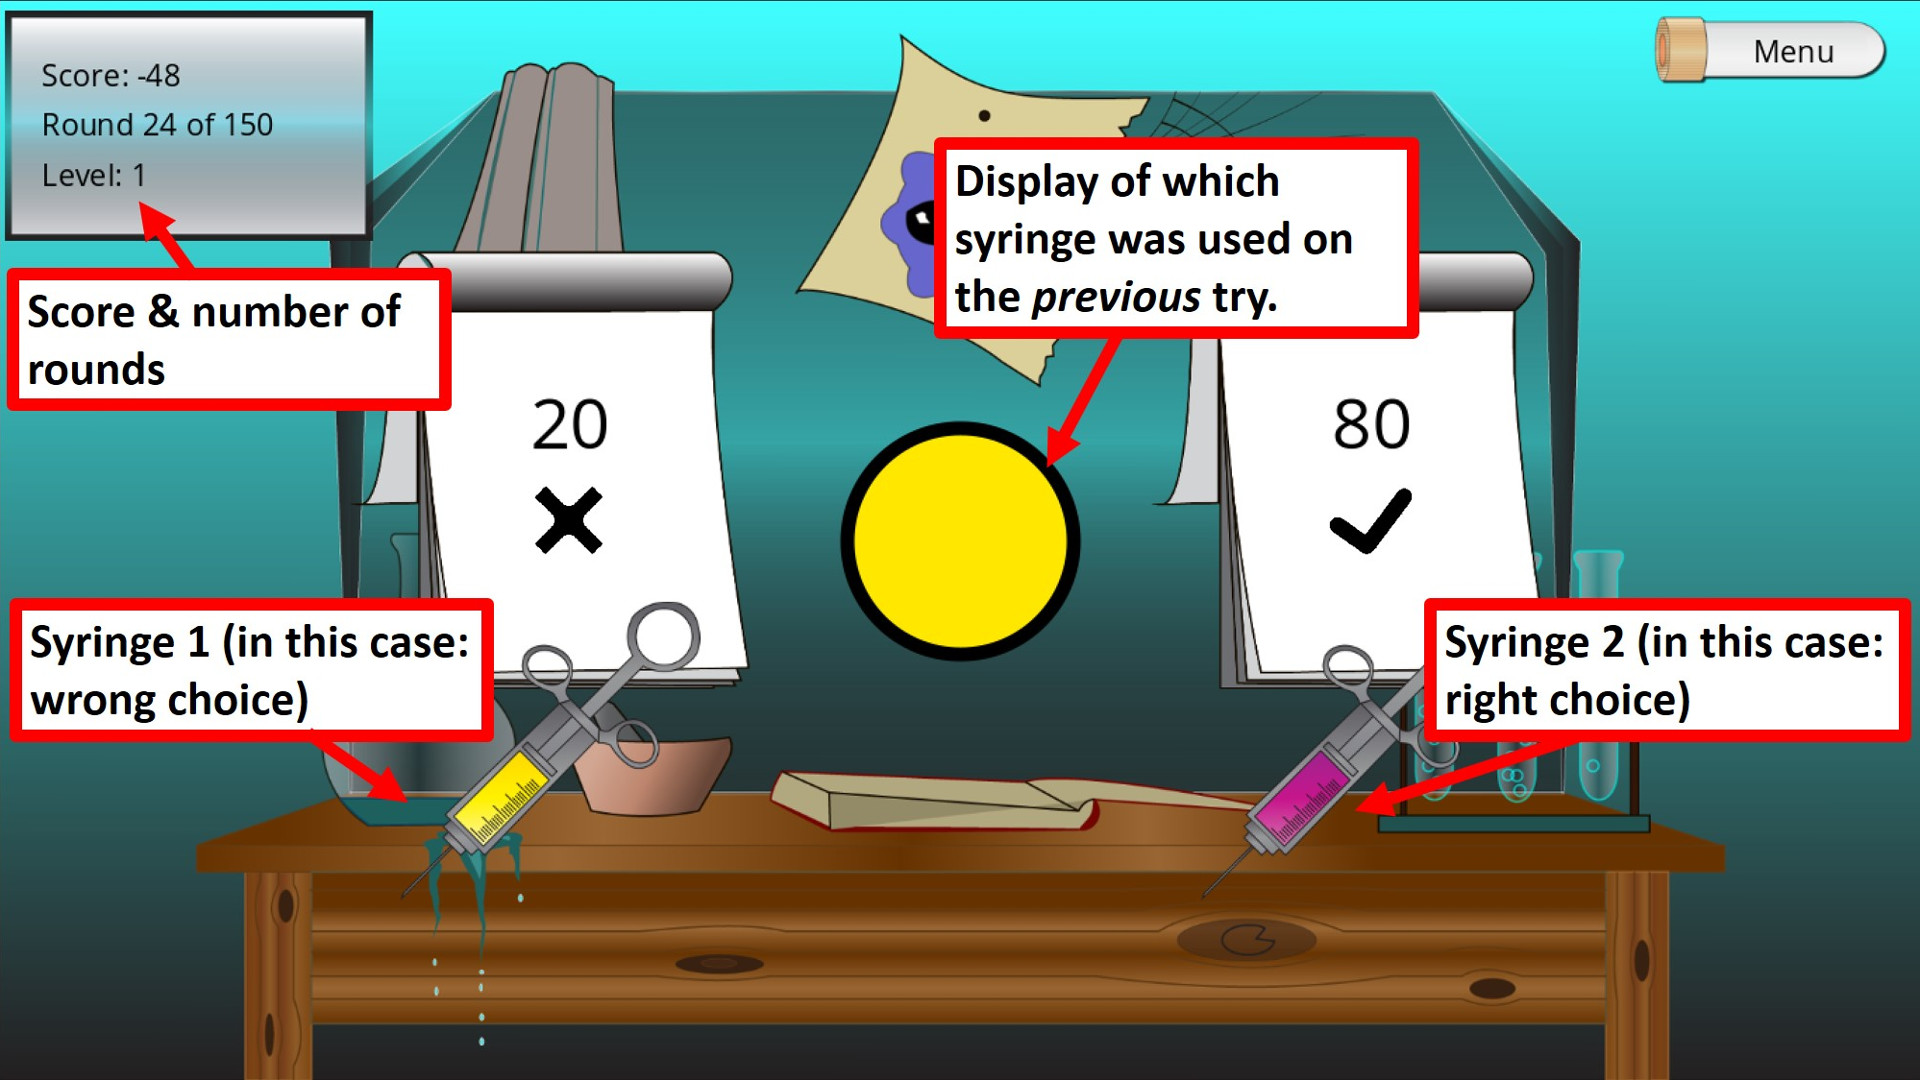 Score: -48
Round 24 of 150
Level: 1
Menu
Display of which
syringe was used on
the previous try.
Score & number of
rounds
20
80
Syringe 1 (in this case:
wrong choice)
Syringe 2 (in this case:
right choice)